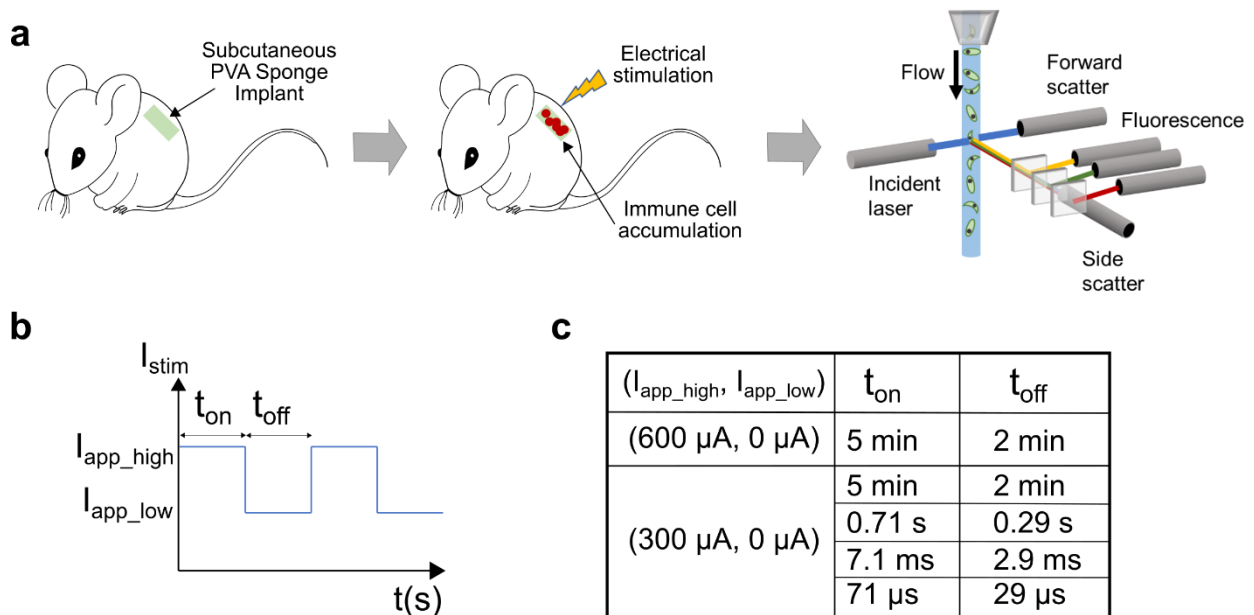 a
Subcutaneous
PVA Sponge
Implant
Electrical
stimulation
Immune cell
accumulation
Flow
Forward
scatter
Fluorescence
Incident
laser
Side
scatter
b
I_stim
t_on t_off
I_app_high
I_app_low
t(s)
c
(I_app_high, I_app_low) t_on t_off
(600 µA, 0 µA) 5 min 2 min
(300 µA, 0 µA) 5 min 2 min
0.71 s 0.29 s
7.1 ms 2.9 ms
71 µs 29 µs